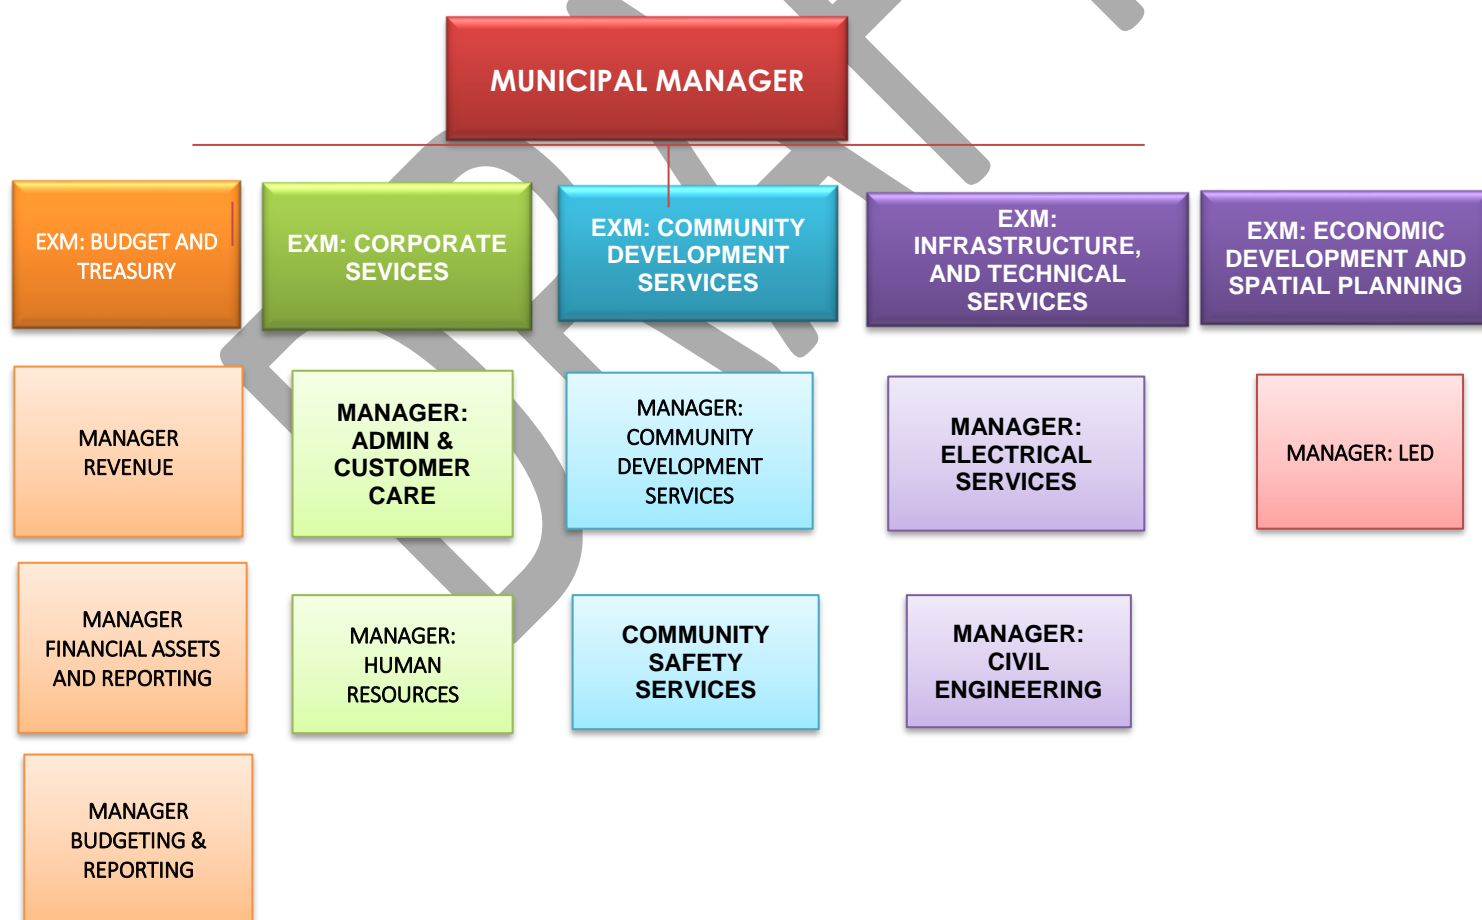 MUNICIPAL MANAGER
EXM: BUDGET AND
TREASURY
EXM: CORPORATE
SEVICES
EXM: COMMUNITY
DEVELOPMENT
SERVICES
EXM:
INFRASTRUCTURE,
AND TECHNICAL
SERVICES
EXM: ECONOMIC
DEVELOPMENT AND
SPATIAL PLANNING
MANAGER
REVENUE
MANAGER:
ADMIN &
CUSTOMER
CARE
MANAGER:
COMMUNITY
DEVELOPMENT
SERVICES
MANAGER:
ELECTRICAL
SERVICES
MANAGER: LED
MANAGER
FINANCIAL ASSETS
AND REPORTING
MANAGER:
HUMAN
RESOURCES
COMMUNITY
SAFETY
SERVICES
MANAGER:
CIVIL
ENGINEERING
MANAGER
BUDGETING &
REPORTING